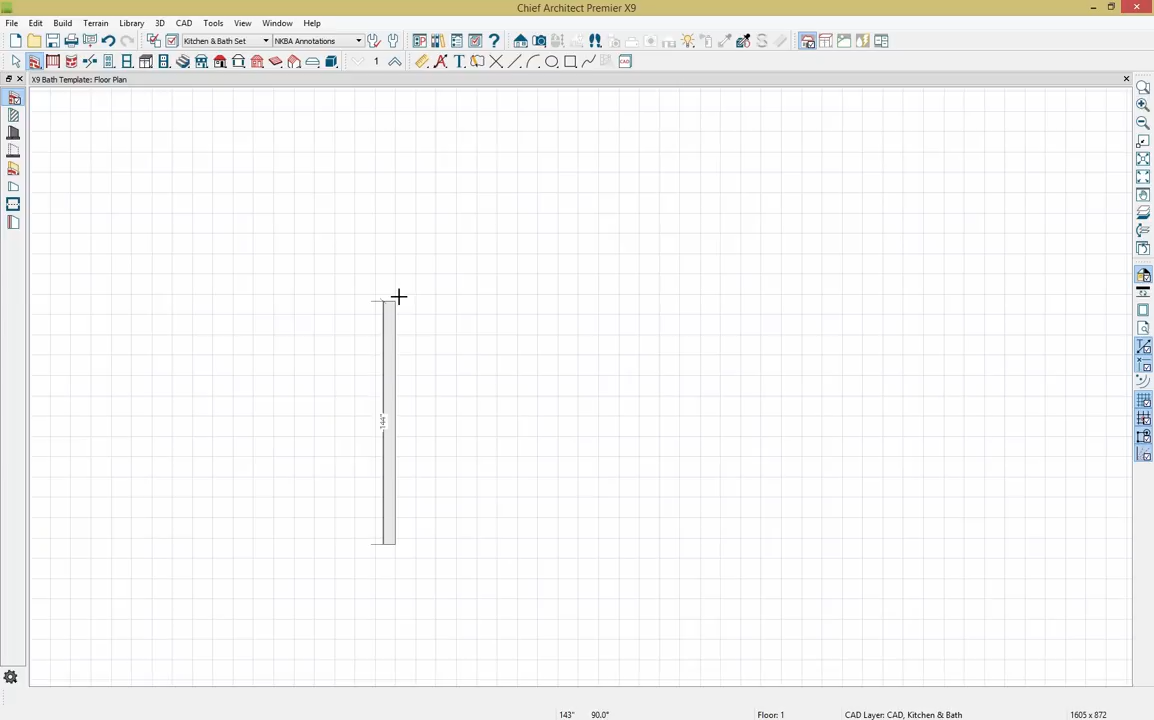 Chief Architect Premier X9
File Edit Build Terrain Library 3D CAD Tools View Window Help
Kitchen & Bath Set NKBA Annotations
1 CAD
X9 Bath Template: Floor Plan
144"
143" 90.0° Floor: 1 CAD Layer: CAD, Kitchen & Bath 1605 x 872